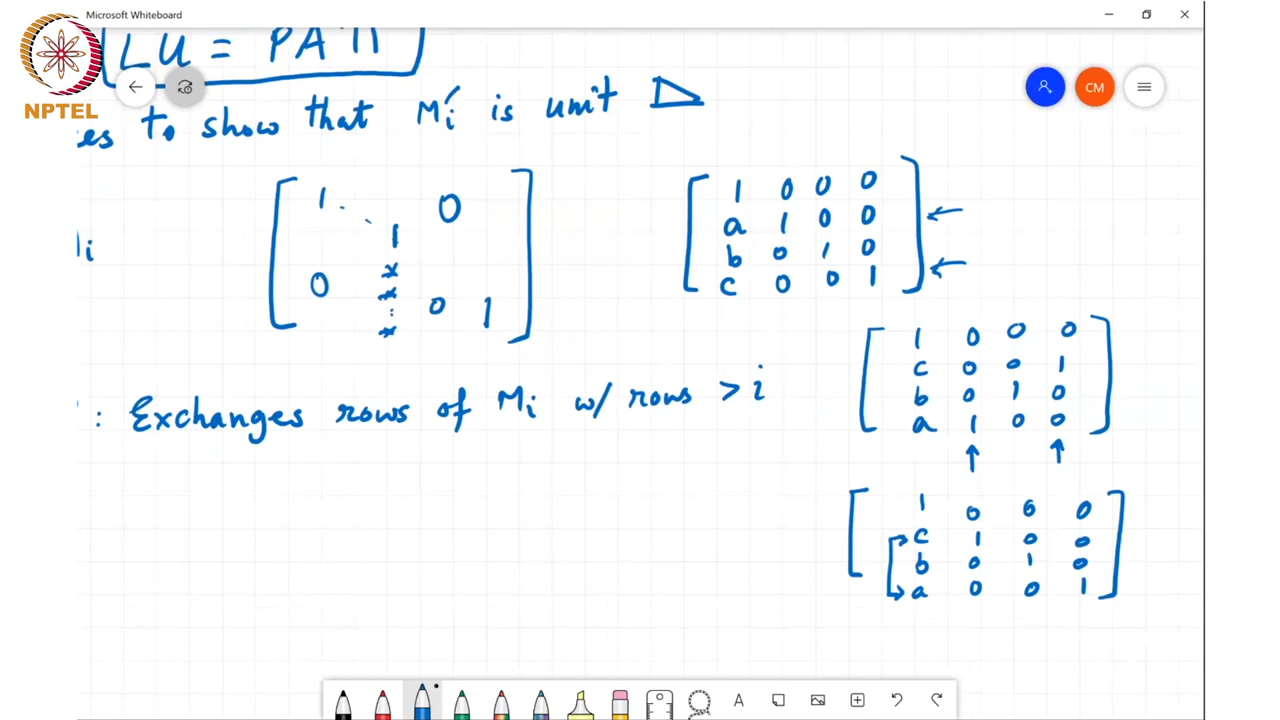 Microsoft Whiteboard
NPTEL
CM
LU = PAΠ
es to show that Mi' is unit
Mi
1 . . . 1 0
0 x x : x 0 1
1 0 0 0
a 1 0 0
b 0 1 0
c 0 0 1
: Exchanges rows of Mi w/ rows > i
1 0 0 0
c 0 0 1
b 0 1 0
a 1 0 0
1 0 0 0
c 1 0 0
b 0 1 0
a 0 0 1
A